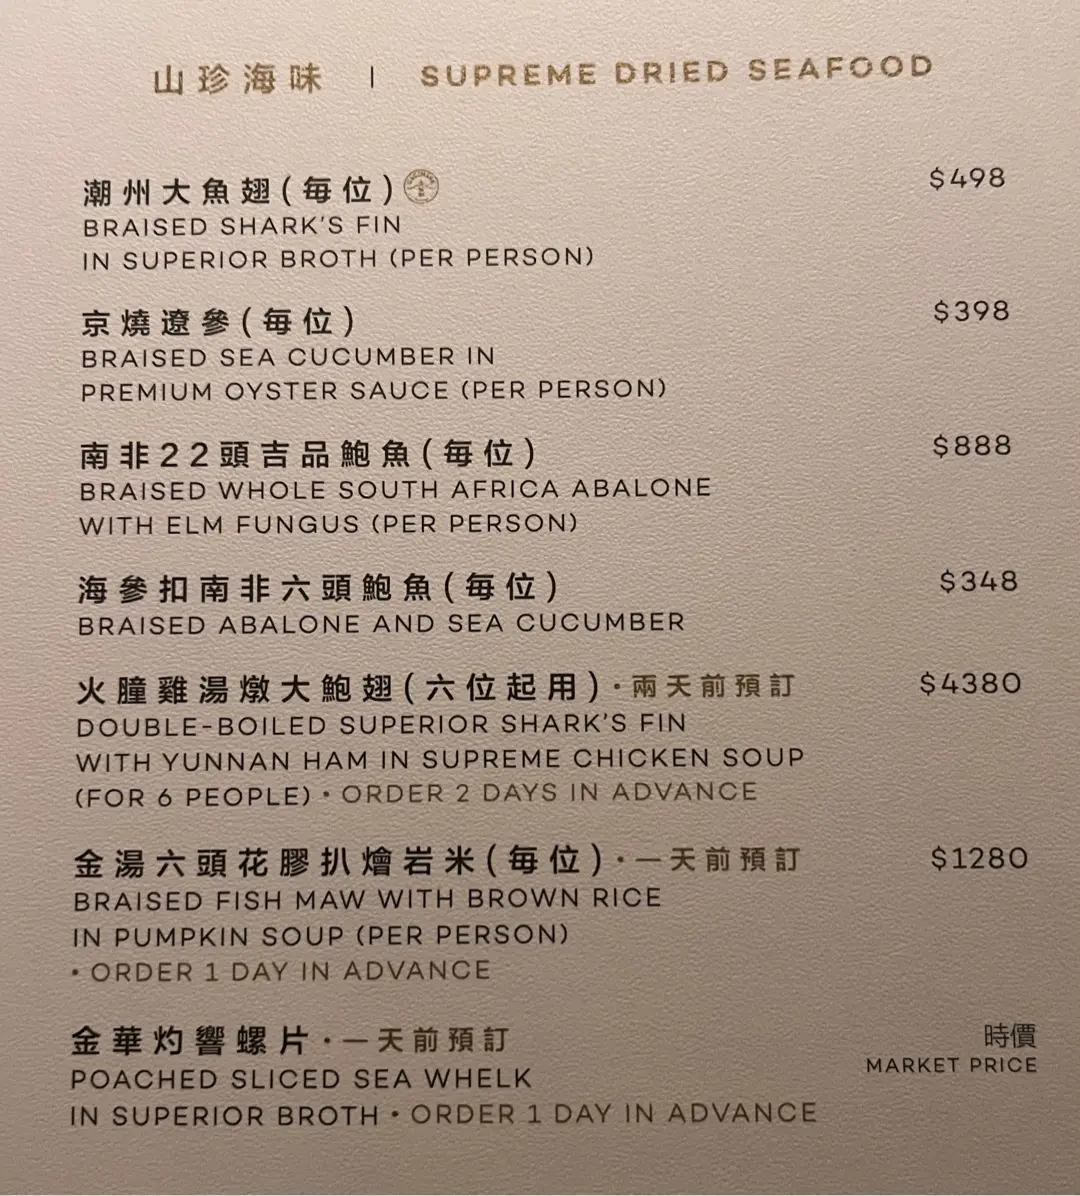 山珍海味 | SUPREME DRIED SEAFOOD
潮州大魚翅(每位) $498
BRAISED SHARK'S FIN
IN SUPERIOR BROTH (PER PERSON)
京燒遼參(每位) $398
BRAISED SEA CUCUMBER IN
PREMIUM OYSTER SAUCE (PER PERSON)
南非22頭吉品鮑魚(每位) $888
BRAISED WHOLE SOUTH AFRICA ABALONE
WITH ELM FUNGUS (PER PERSON)
海參扣南非六頭鮑魚(每位) $348
BRAISED ABALONE AND SEA CUCUMBER
火朣雞湯燉大鮑翅(六位起用)·兩天前預訂 $4380
DOUBLE-BOILED SUPERIOR SHARK'S FIN
WITH YUNNAN HAM IN SUPREME CHICKEN SOUP
(FOR 6 PEOPLE) • ORDER 2 DAYS IN ADVANCE
金湯六頭花膠扒燴岩米(每位)·一天前預訂 $1280
BRAISED FISH MAW WITH BROWN RICE
IN PUMPKIN SOUP (PER PERSON)
• ORDER 1 DAY IN ADVANCE
金華灼響螺片·一天前預訂 時價
POACHED SLICED SEA WHELK MARKET PRICE
IN SUPERIOR BROTH • ORDER 1 DAY IN ADVANCE